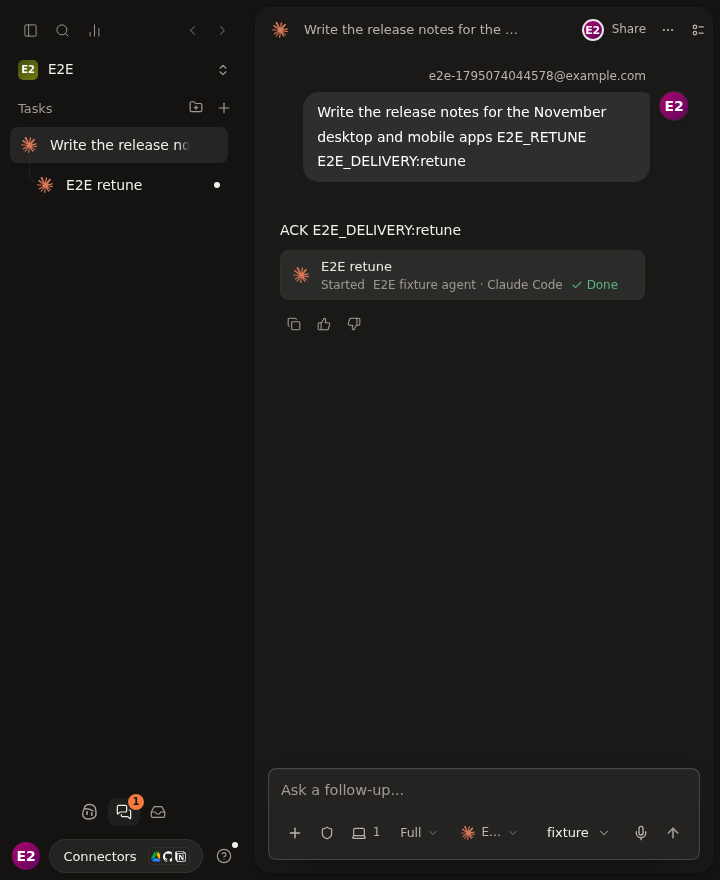 E2 E2E
Tasks
Write the release no
E2E retune
1
E2 Connectors
Write the release notes for the ...
E2 Share
e2e-1795074044578@example.com
Write the release notes for the November
desktop and mobile apps E2E_RETUNE
E2E_DELIVERY:retune
E2
ACK E2E_DELIVERY:retune
E2E retune
Started E2E fixture agent · Claude Code Done
Ask a follow-up...
1 Full E... fixture